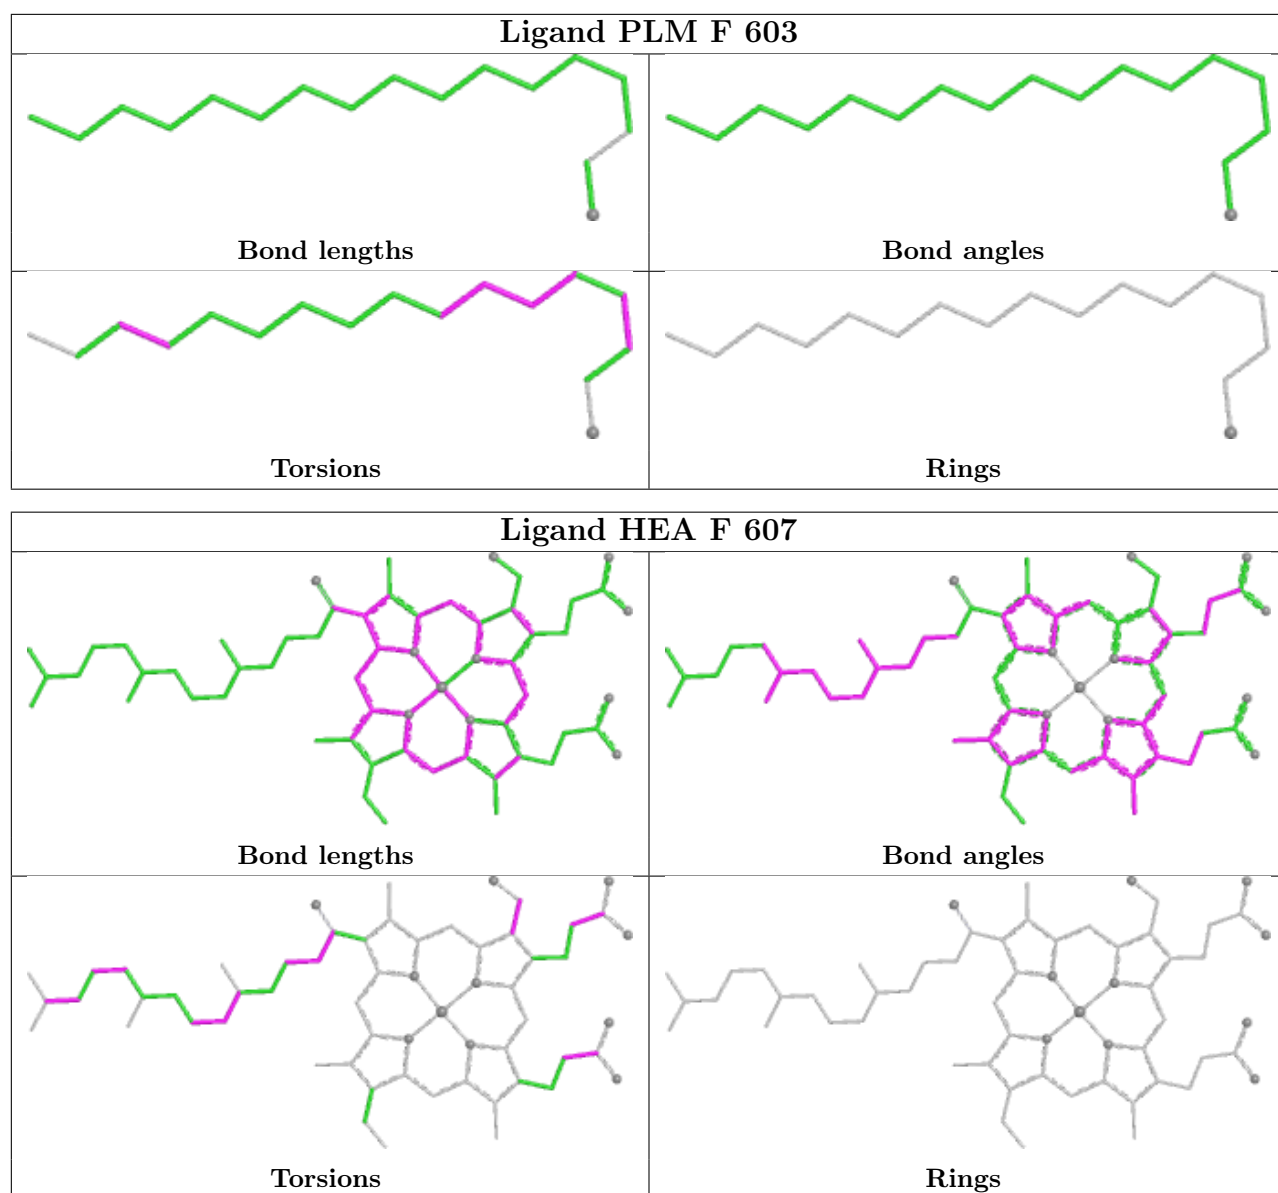 Ligand PLM F 603
Bond lengths
Bond angles
Torsions
Rings
Ligand HEA F 607
Bond lengths
Bond angles
Torsions
Rings